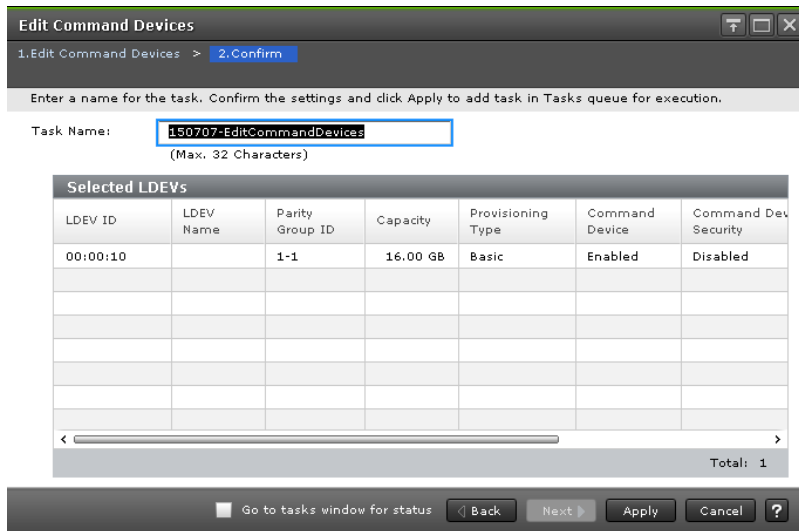 Edit Command Devices
1.Edit Command Devices > 2.Confirm
Enter a name for the task. Confirm the settings and click Apply to add task in Tasks queue for execution.
Task Name: 150707-EditCommandDevices
(Max. 32 Characters)
Selected LDEVs
LDEV ID LDEV Name Parity Group ID Capacity Provisioning Type Command Device Command Dev Security
00:00:10 1-1 16.00 GB Basic Enabled Disabled
Total: 1
Go to tasks window for status Back Next Apply Cancel ?